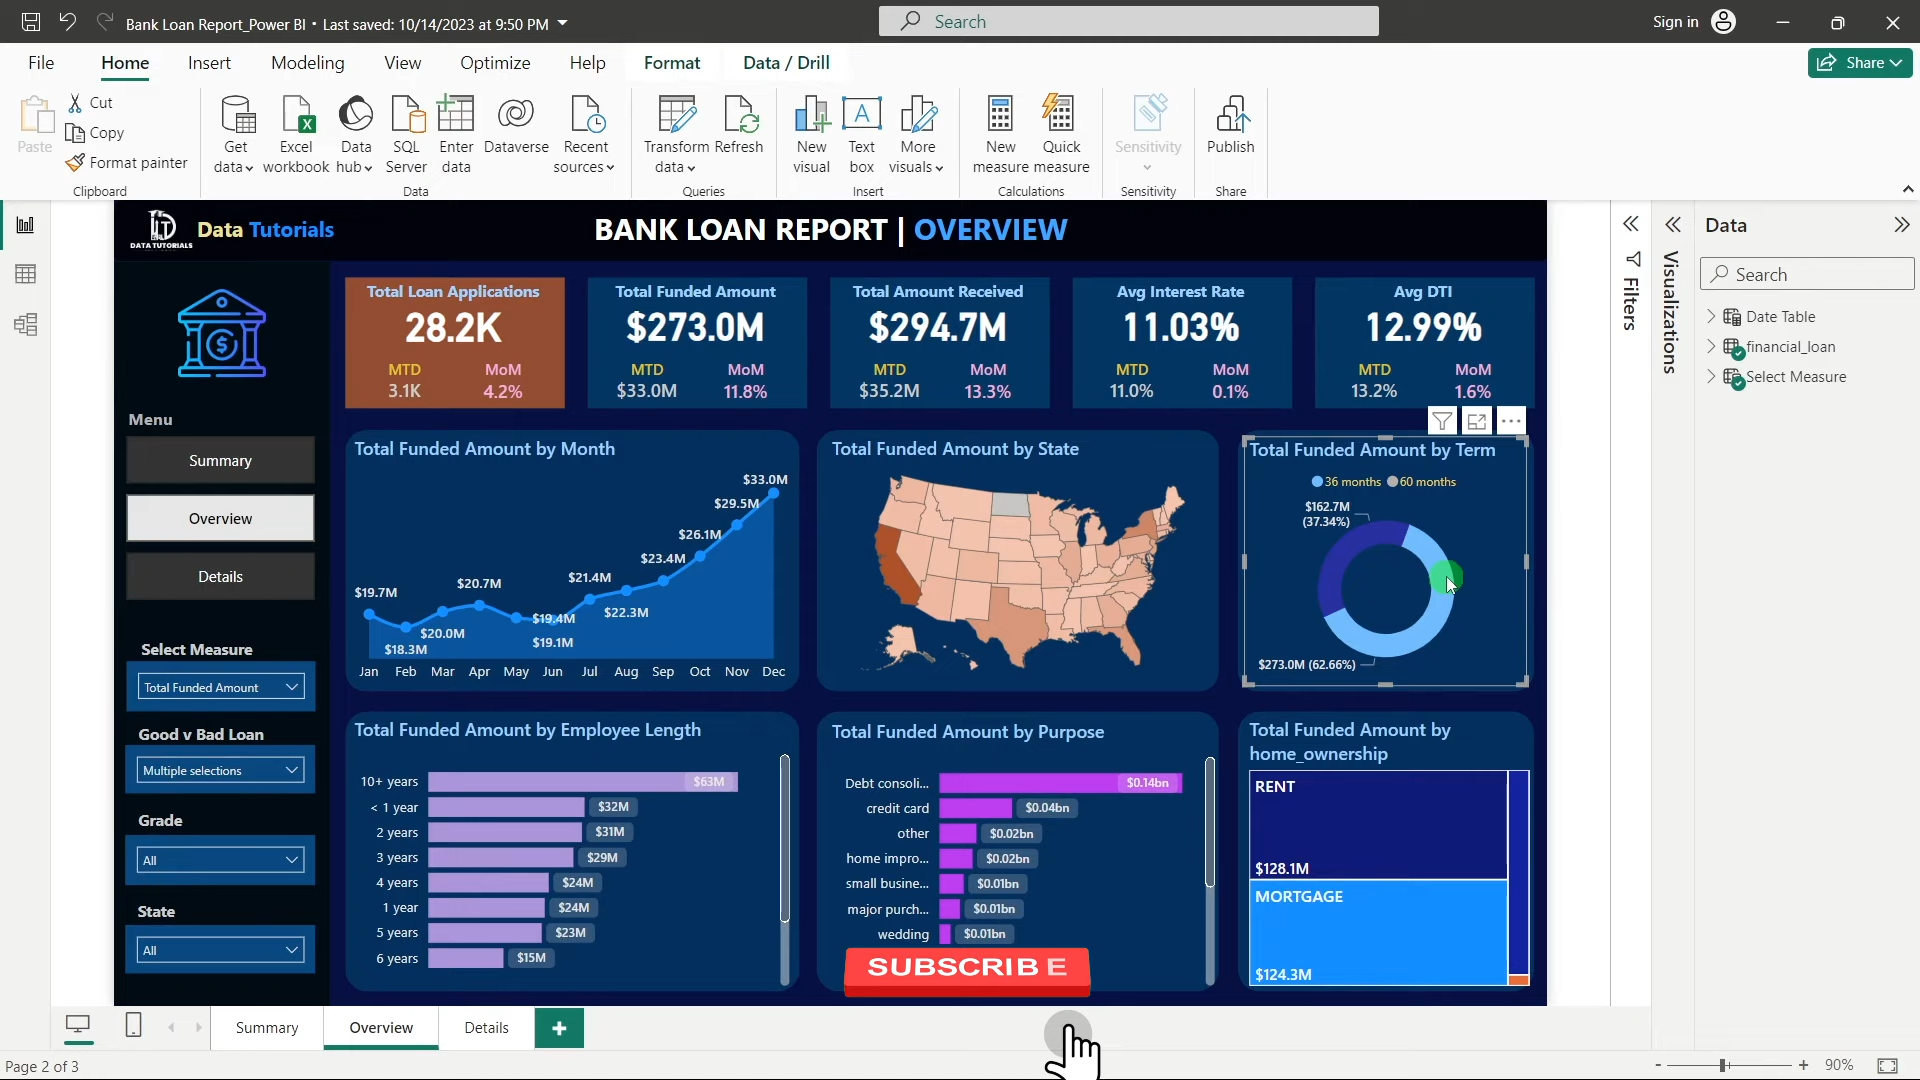 Bank Loan Report_Power BI • Last saved: 10/14/2023 at 9:50 PM
Search
Sign in
File Home Insert Modeling View Optimize Help Format Data / Drill
Share
Paste
Cut
Copy
Format painter
Clipboard
Get data
Excel workbook
Data hub
SQL Server
Enter data
Dataverse
Recent sources
Data
Transform data
Refresh
Queries
New visual
Text box
More visuals
Insert
New measure
Quick measure
Calculations
Sensitivity
Sensitivity
Publish
Share
DATA TUTORIALS
Data Tutorials
BANK LOAN REPORT | OVERVIEW
Menu
Summary
Overview
Details
Select Measure
Total Funded Amount
Good v Bad Loan
Multiple selections
Grade
All
State
All
Total Loan Applications
28.2K
MTD MoM
3.1K 4.2%
Total Funded Amount
$273.0M
MTD MoM
$33.0M 11.8%
Total Amount Received
$294.7M
MTD MoM
$35.2M 13.3%
Avg Interest Rate
11.03%
MTD MoM
11.0% 0.1%
Avg DTI
12.99%
MTD MoM
13.2% 1.6%
Total Funded Amount by Month
$19.7M
$18.3M
$20.0M
$20.7M
$19.4M
$19.1M
$21.4M
$22.3M
$23.4M
$26.1M
$29.5M
$33.0M
Jan Feb Mar Apr May Jun Jul Aug Sep Oct Nov Dec
Total Funded Amount by State
Total Funded Amount by Term
36 months 60 months
$162.7M
(37.34%)
$273.0M (62.66%)
Total Funded Amount by Employee Length
10+ years $63M
< 1 year $32M
2 years $31M
3 years $29M
4 years $24M
1 year $24M
5 years $23M
6 years $15M
Total Funded Amount by Purpose
Debt consoli... $0.14bn
credit card $0.04bn
other $0.02bn
home impro... $0.02bn
small busine... $0.01bn
major purch... $0.01bn
wedding $0.01bn
SUBSCRIBE
Total Funded Amount by
home_ownership
RENT
$128.1M
MORTGAGE
$124.3M
Filters
Visualizations
Data
Search
Date Table
financial_loan
Select Measure
Summary Overview Details
Page 2 of 3
90%